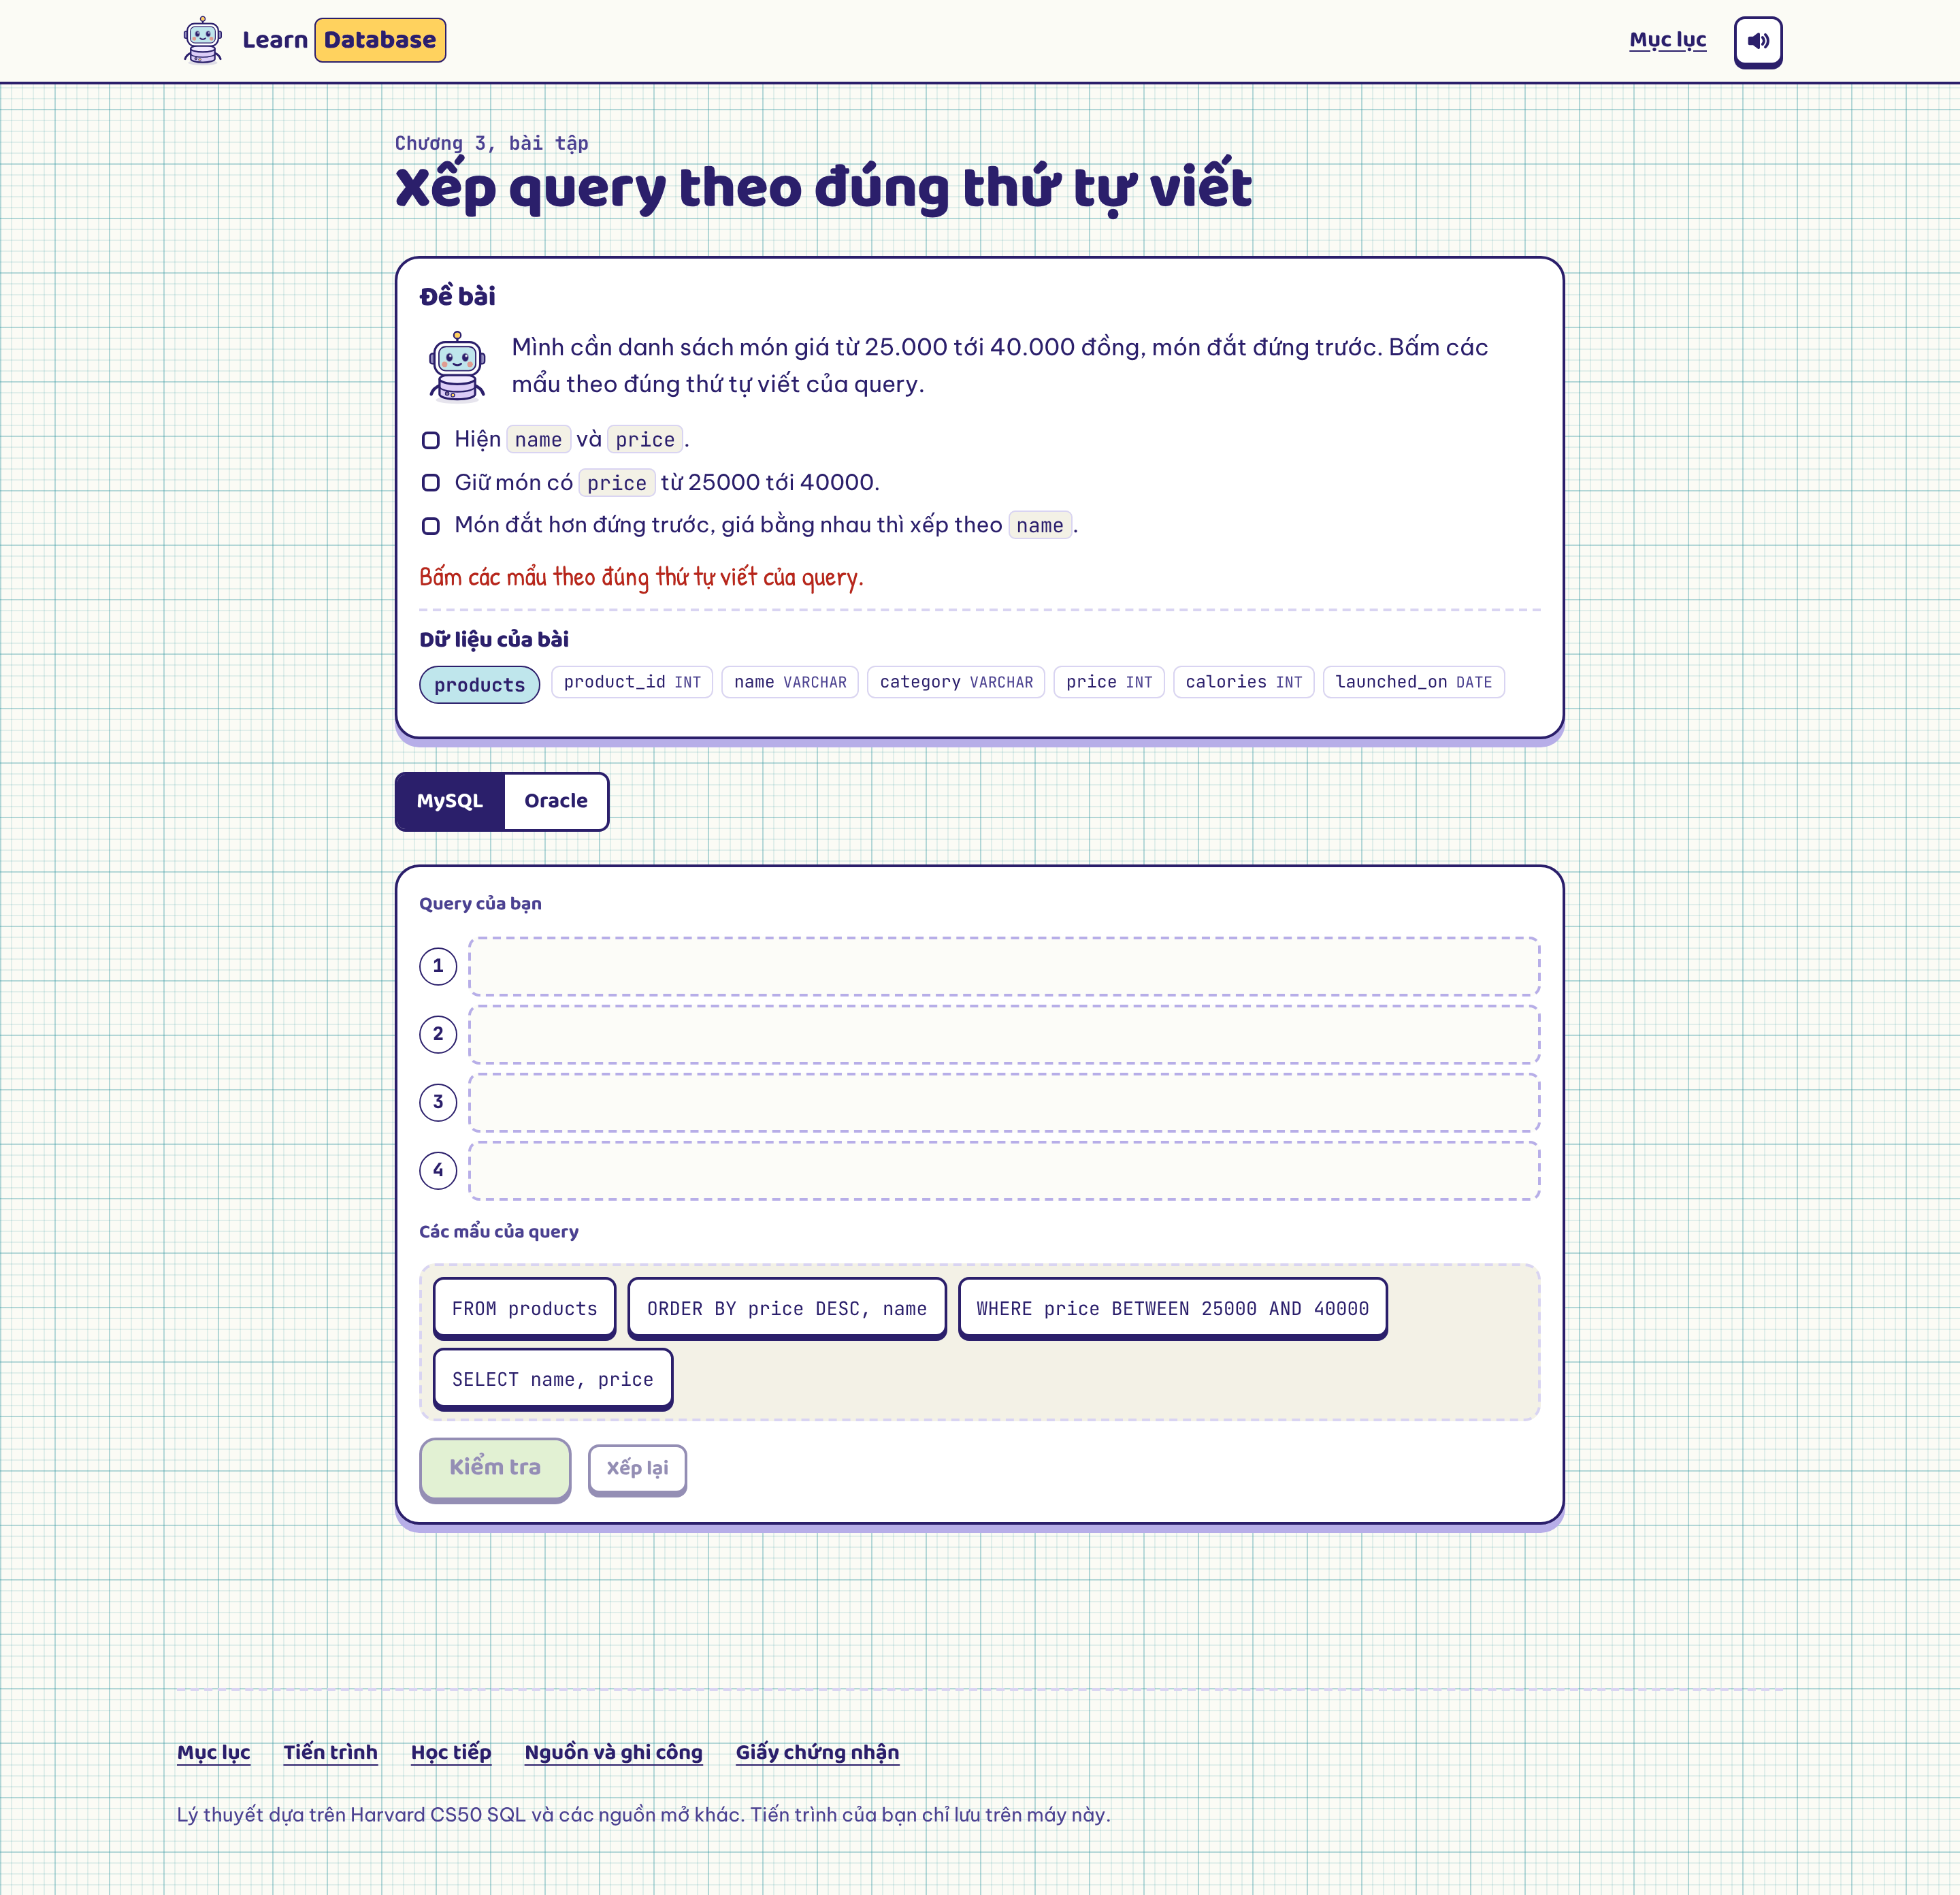 Learn Database
Mục lục
Chương 3, bài tập
Xếp query theo đúng thứ tự viết
Đề bài
Mình cần danh sách món giá từ 25.000 tới 40.000 đồng, món đắt đứng trước. Bấm các
mẩu theo đúng thứ tự viết của query.
Hiện name và price.
Giữ món có price từ 25000 tới 40000.
Món đắt hơn đứng trước, giá bằng nhau thì xếp theo name.
Bấm các mẩu theo đúng thứ tự viết của query.
Dữ liệu của bài
products product_id INT name VARCHAR category VARCHAR price INT calories INT launched_on DATE
MySQL Oracle
Query của bạn
1
2
3
4
Các mẩu của query
FROM products ORDER BY price DESC, name WHERE price BETWEEN 25000 AND 40000
SELECT name, price
Kiểm tra Xếp lại
Mục lục Tiến trình Học tiếp Nguồn và ghi công Giấy chứng nhận
Lý thuyết dựa trên Harvard CS50 SQL và các nguồn mở khác. Tiến trình của bạn chỉ lưu trên máy này.